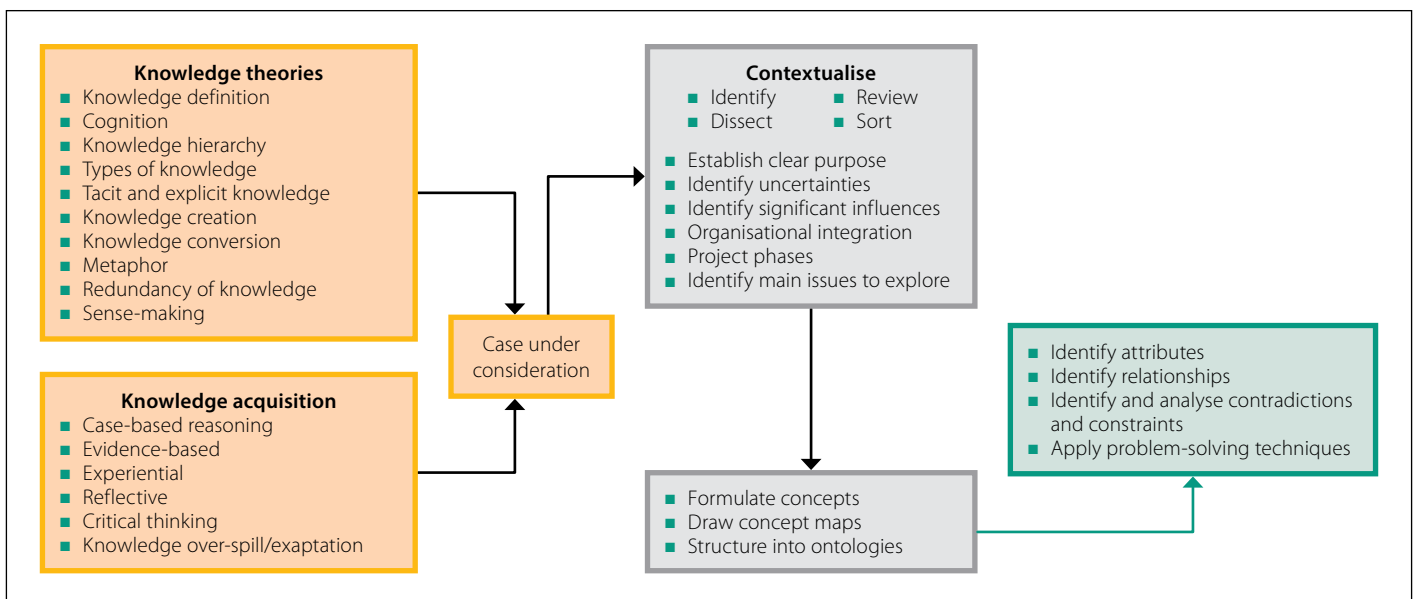 Knowledge theories
■ Knowledge definition
■ Cognition
■ Knowledge hierarchy
■ Types of knowledge
■ Tacit and explicit knowledge
■ Knowledge creation
■ Knowledge conversion
■ Metaphor
■ Redundancy of knowledge
■ Sense-making
Knowledge acquisition
■ Case-based reasoning
■ Evidence-based
■ Experiential
■ Reflective
■ Critical thinking
■ Knowledge over-spill/exaptation
Case under
consideration
Contextualise
■ Identify ■ Review
■ Dissect ■ Sort
■ Establish clear purpose
■ Identify uncertainties
■ Identify significant influences
■ Organisational integration
■ Project phases
■ Identify main issues to explore
■ Formulate concepts
■ Draw concept maps
■ Structure into ontologies
■ Identify attributes
■ Identify relationships
■ Identify and analyse contradictions
and constraints
■ Apply problem-solving techniques